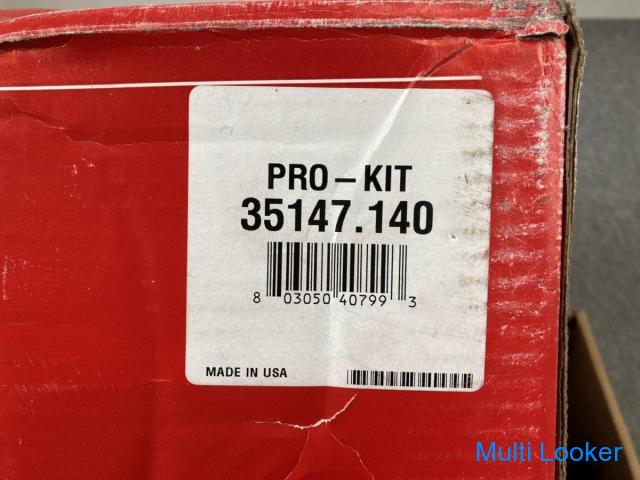 PRO – KIT
35147.140
8 03050 40799 3
MADE IN USA
Multi Looker